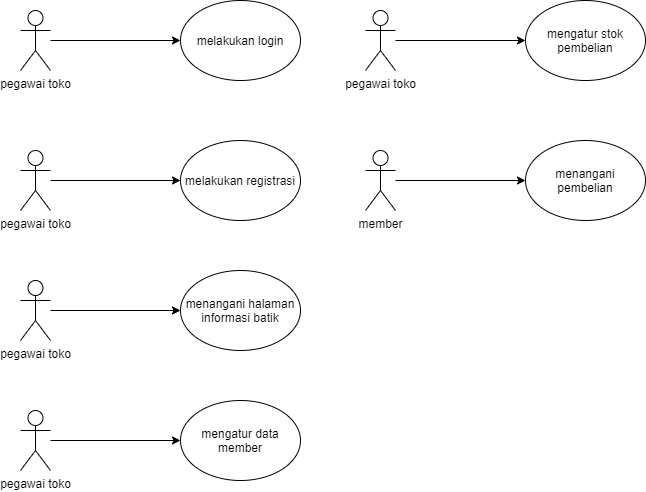 melakukan login
pegawai toko
mengatur stok
pembelian
pegawai toko
melakukan registrasi
pegawai toko
menangani
pembelian
member
menangani halaman
informasi batik
pegawai toko
mengatur data
member
pegawai toko